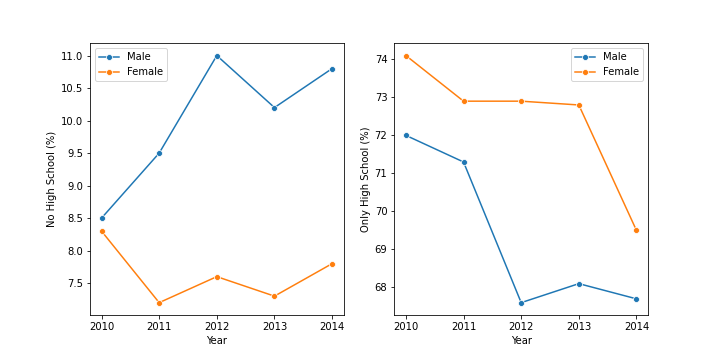 No High School (%)
11.0
10.5
10.0
9.5
9.0
8.5
8.0
7.5
Male
Female
2010 2011 2012 2013 2014
Year
Only High School (%)
74
73
72
71
70
69
68
Male
Female
2010 2011 2012 2013 2014
Year